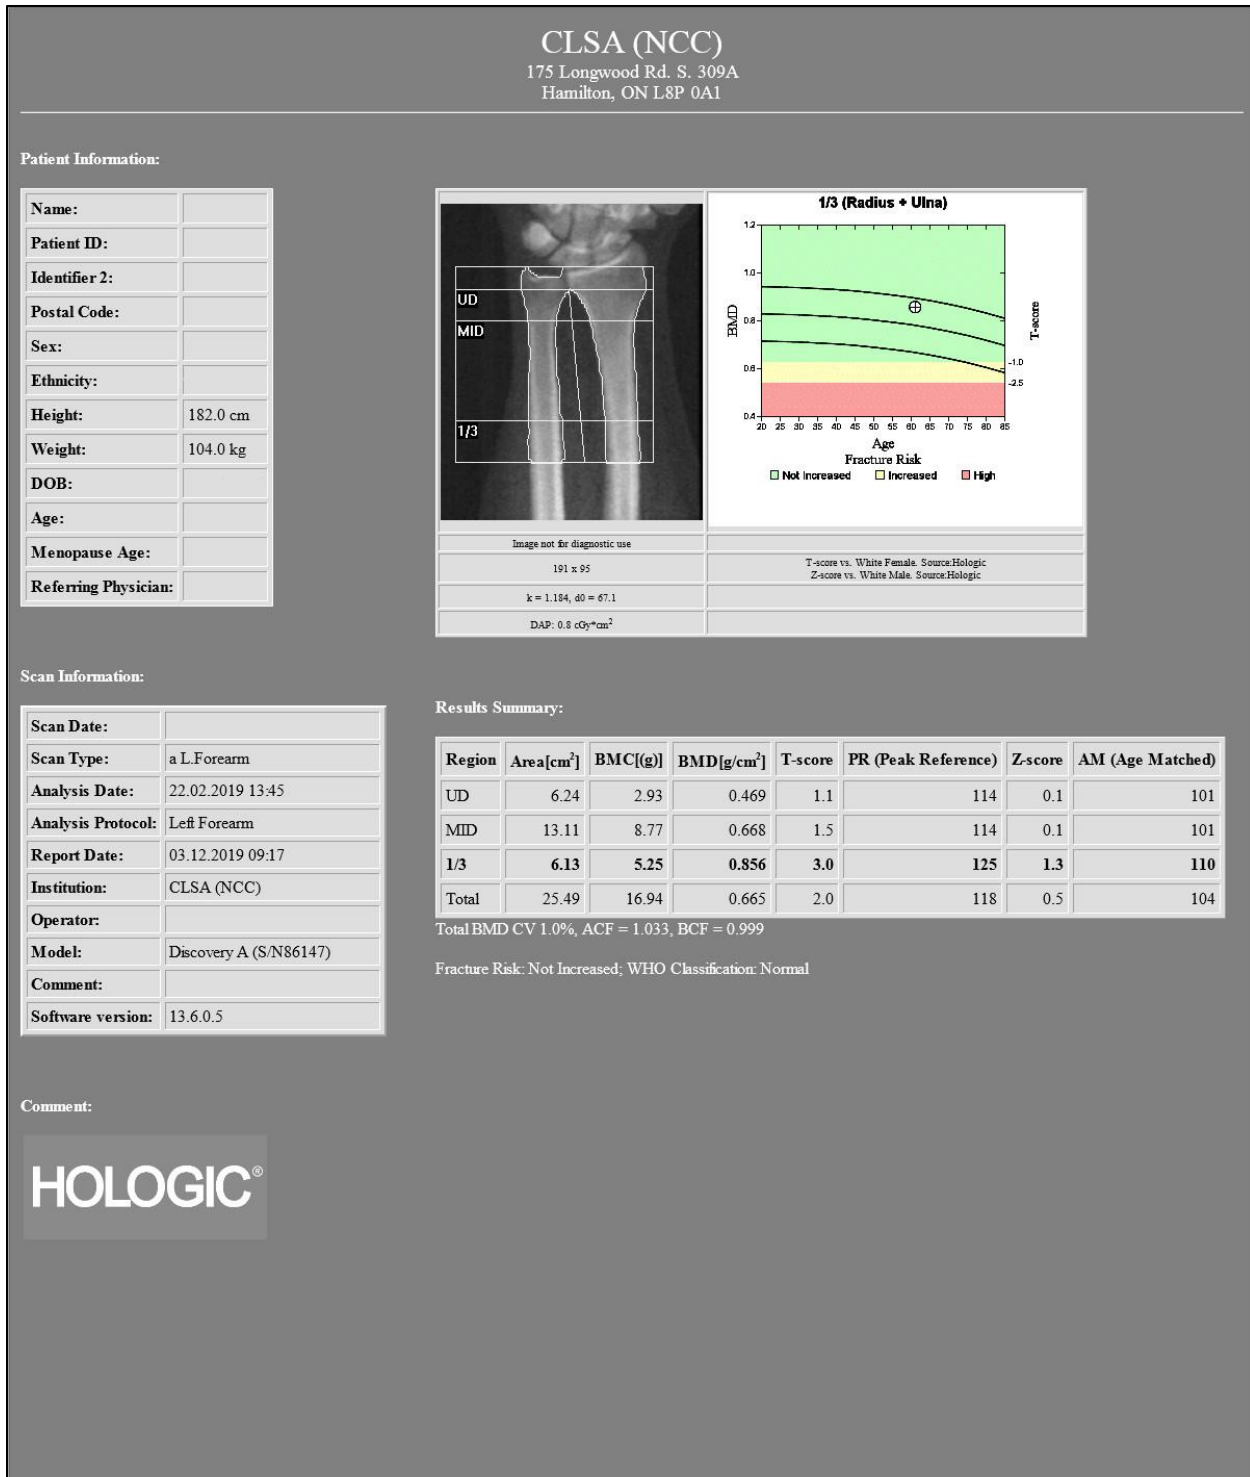 CLSA (NCC)
175 Longwood Rd. S. 309A
Hamilton, ON L8P 0A1
Patient Information:
Name:
Patient ID:
Identifier 2:
Postal Code:
Sex:
Ethnicity:
Height: 182.0 cm
Weight: 104.0 kg
DOB:
Age:
Menopause Age:
Referring Physician:
UD
MID
1/3
Image not for diagnostic use
191 x 95
k = 1.184, d0 = 67.1
DAP: 0.8 cGy*cm²
1/3 (Radius + Ulna)
1.2
1.0
0.8
0.6
0.4
BMD
T-score
-1.0
-2.5
20 25 30 35 40 45 50 55 60 65 70 75 80 85
Age
Fracture Risk
Not Increased Increased High
T-score vs. White Female. Source:Hologic
Z-score vs. White Male. Source:Hologic
Scan Information:
Scan Date:
Scan Type: a L.Forearm
Analysis Date: 22.02.2019 13:45
Analysis Protocol: Left Forearm
Report Date: 03.12.2019 09:17
Institution: CLSA (NCC)
Operator:
Model: Discovery A (S/N86147)
Comment:
Software version: 13.6.0.5
Results Summary:
Region Area[cm²] BMC[(g)] BMD[g/cm²] T-score PR (Peak Reference) Z-score AM (Age Matched)
UD 6.24 2.93 0.469 1.1 114 0.1 101
MID 13.11 8.77 0.668 1.5 114 0.1 101
1/3 6.13 5.25 0.856 3.0 125 1.3 110
Total 25.49 16.94 0.665 2.0 118 0.5 104
Total BMD CV 1.0%, ACF = 1.033, BCF = 0.999
Fracture Risk: Not Increased; WHO Classification: Normal
Comment:
HOLOGIC®